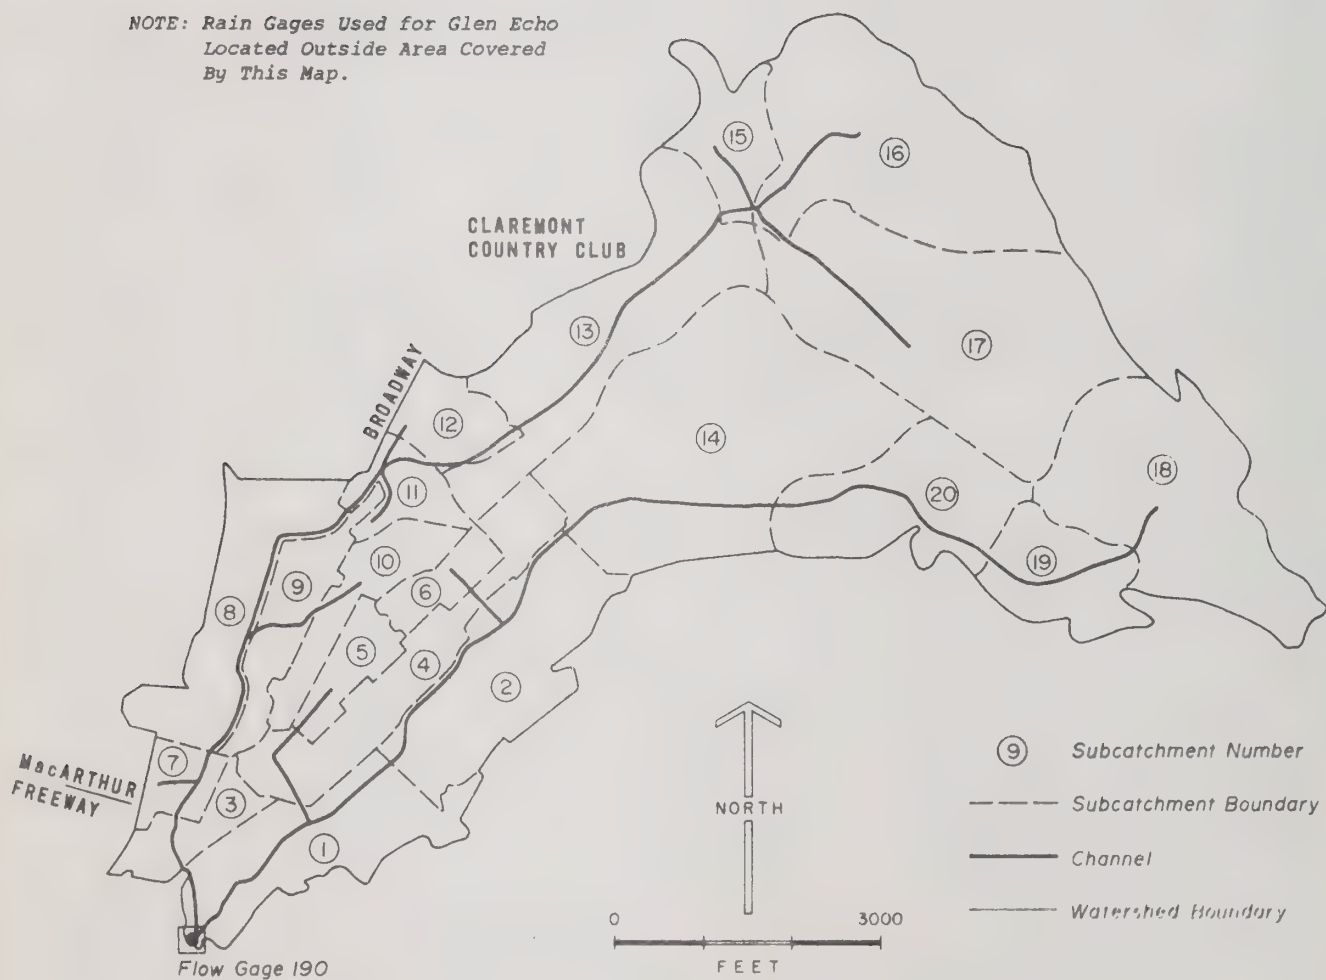 NOTE: Rain Gages Used for Glen Echo
Located Outside Area Covered
By This Map.
15
16
CLAREMONT
COUNTRY CLUB
13
17
BROADWAY
12
14
18
11
20
10
19
9
6
8
5
4
2
7
MacARTHUR
FREEWAY
3
1
NORTH
9 Subcatchment Number
Subcatchment Boundary
Channel
Watershed Boundary
0 3000
FEET
Flow Gage 190